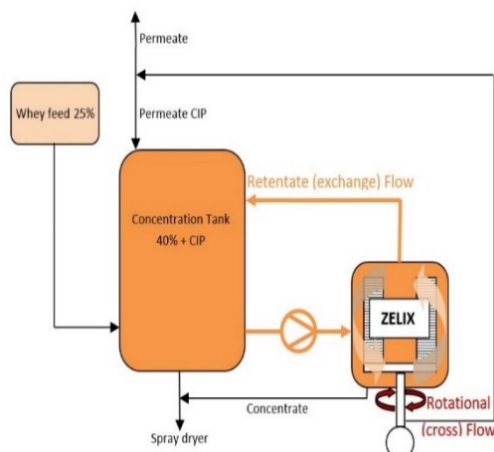 Permeate
Whey feed 25%
Permeate CIP
Retentate (exchange) Flow
Concentration Tank
40% + CIP
ZELIX
Rotational
(cross) Flow
Concentrate
Spray dryer